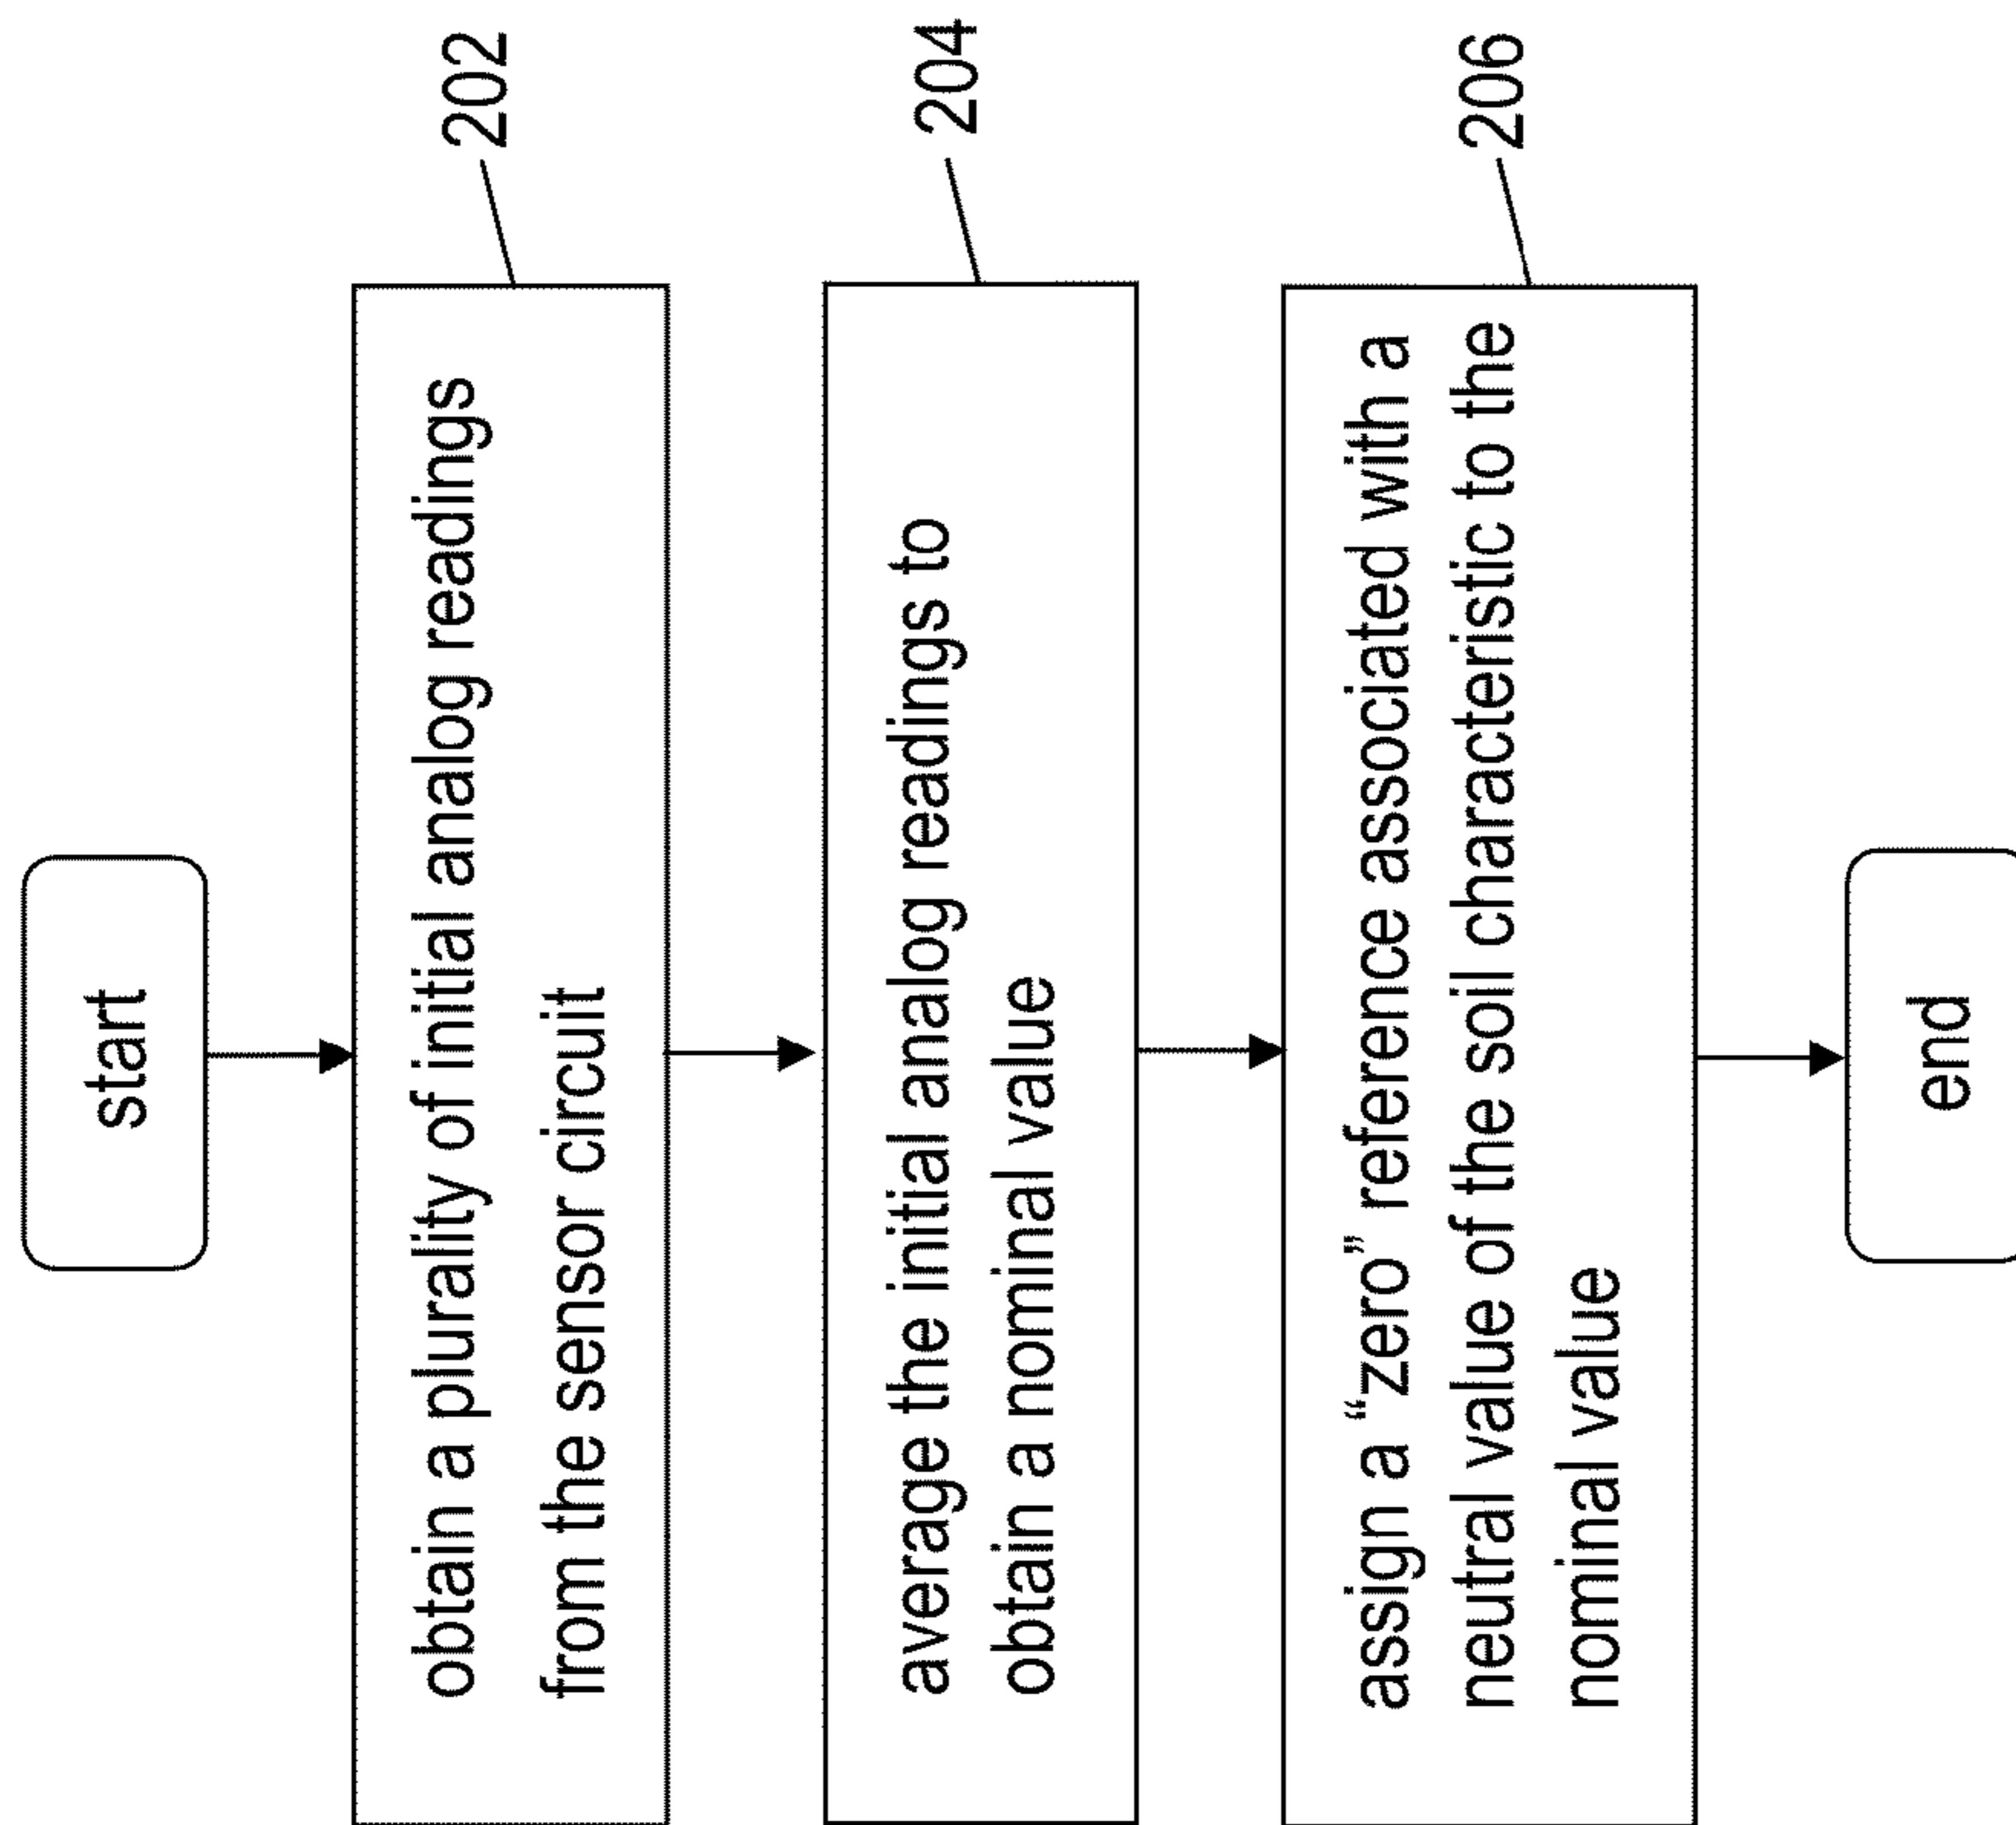 start
202
obtain a plurality of initial analog readings
from the sensor circuit
204
average the initial analog readings to
obtain a nominal value
206
assign a “zero” reference associated with a
neutral value of the soil characteristic to the
nominal value
end